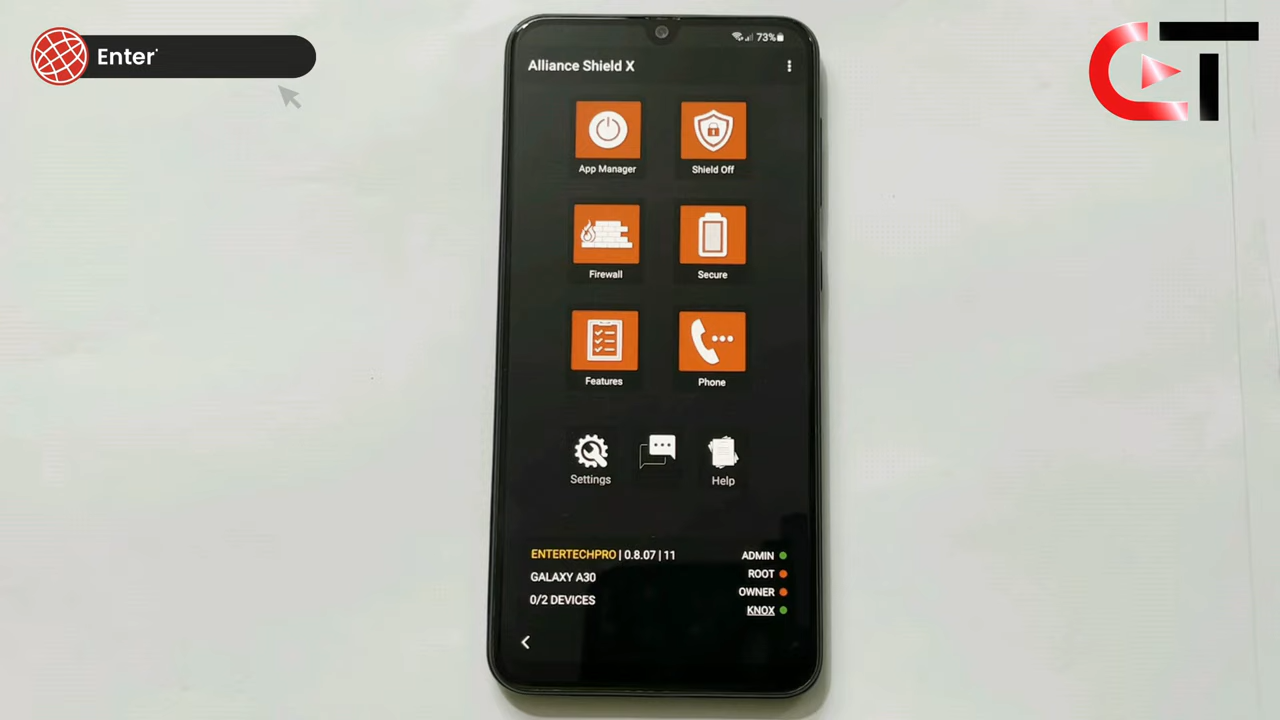 Enter
73%
Alliance Shield X
App Manager
Shield Off
Firewall
Secure
Features
Phone
Settings
Help
ENTERTECHPRO | 0.8.07 | 11
ADMIN
GALAXY A30
ROOT
0/2 DEVICES
OWNER
KNOX